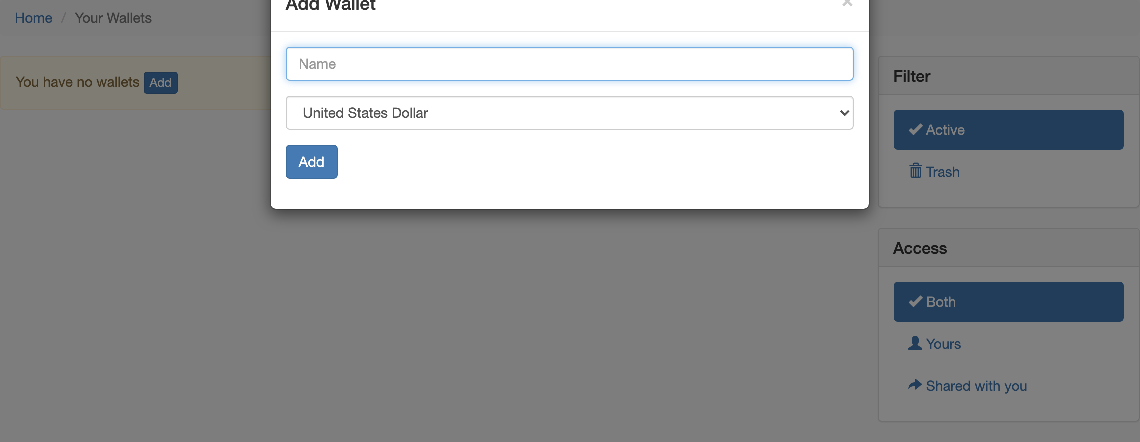 Home / Your Wallets
Add Wallet
×
You have no wallets Add
Name
United States Dollar
Add
Filter
Active
Trash
Access
Both
Yours
Shared with you